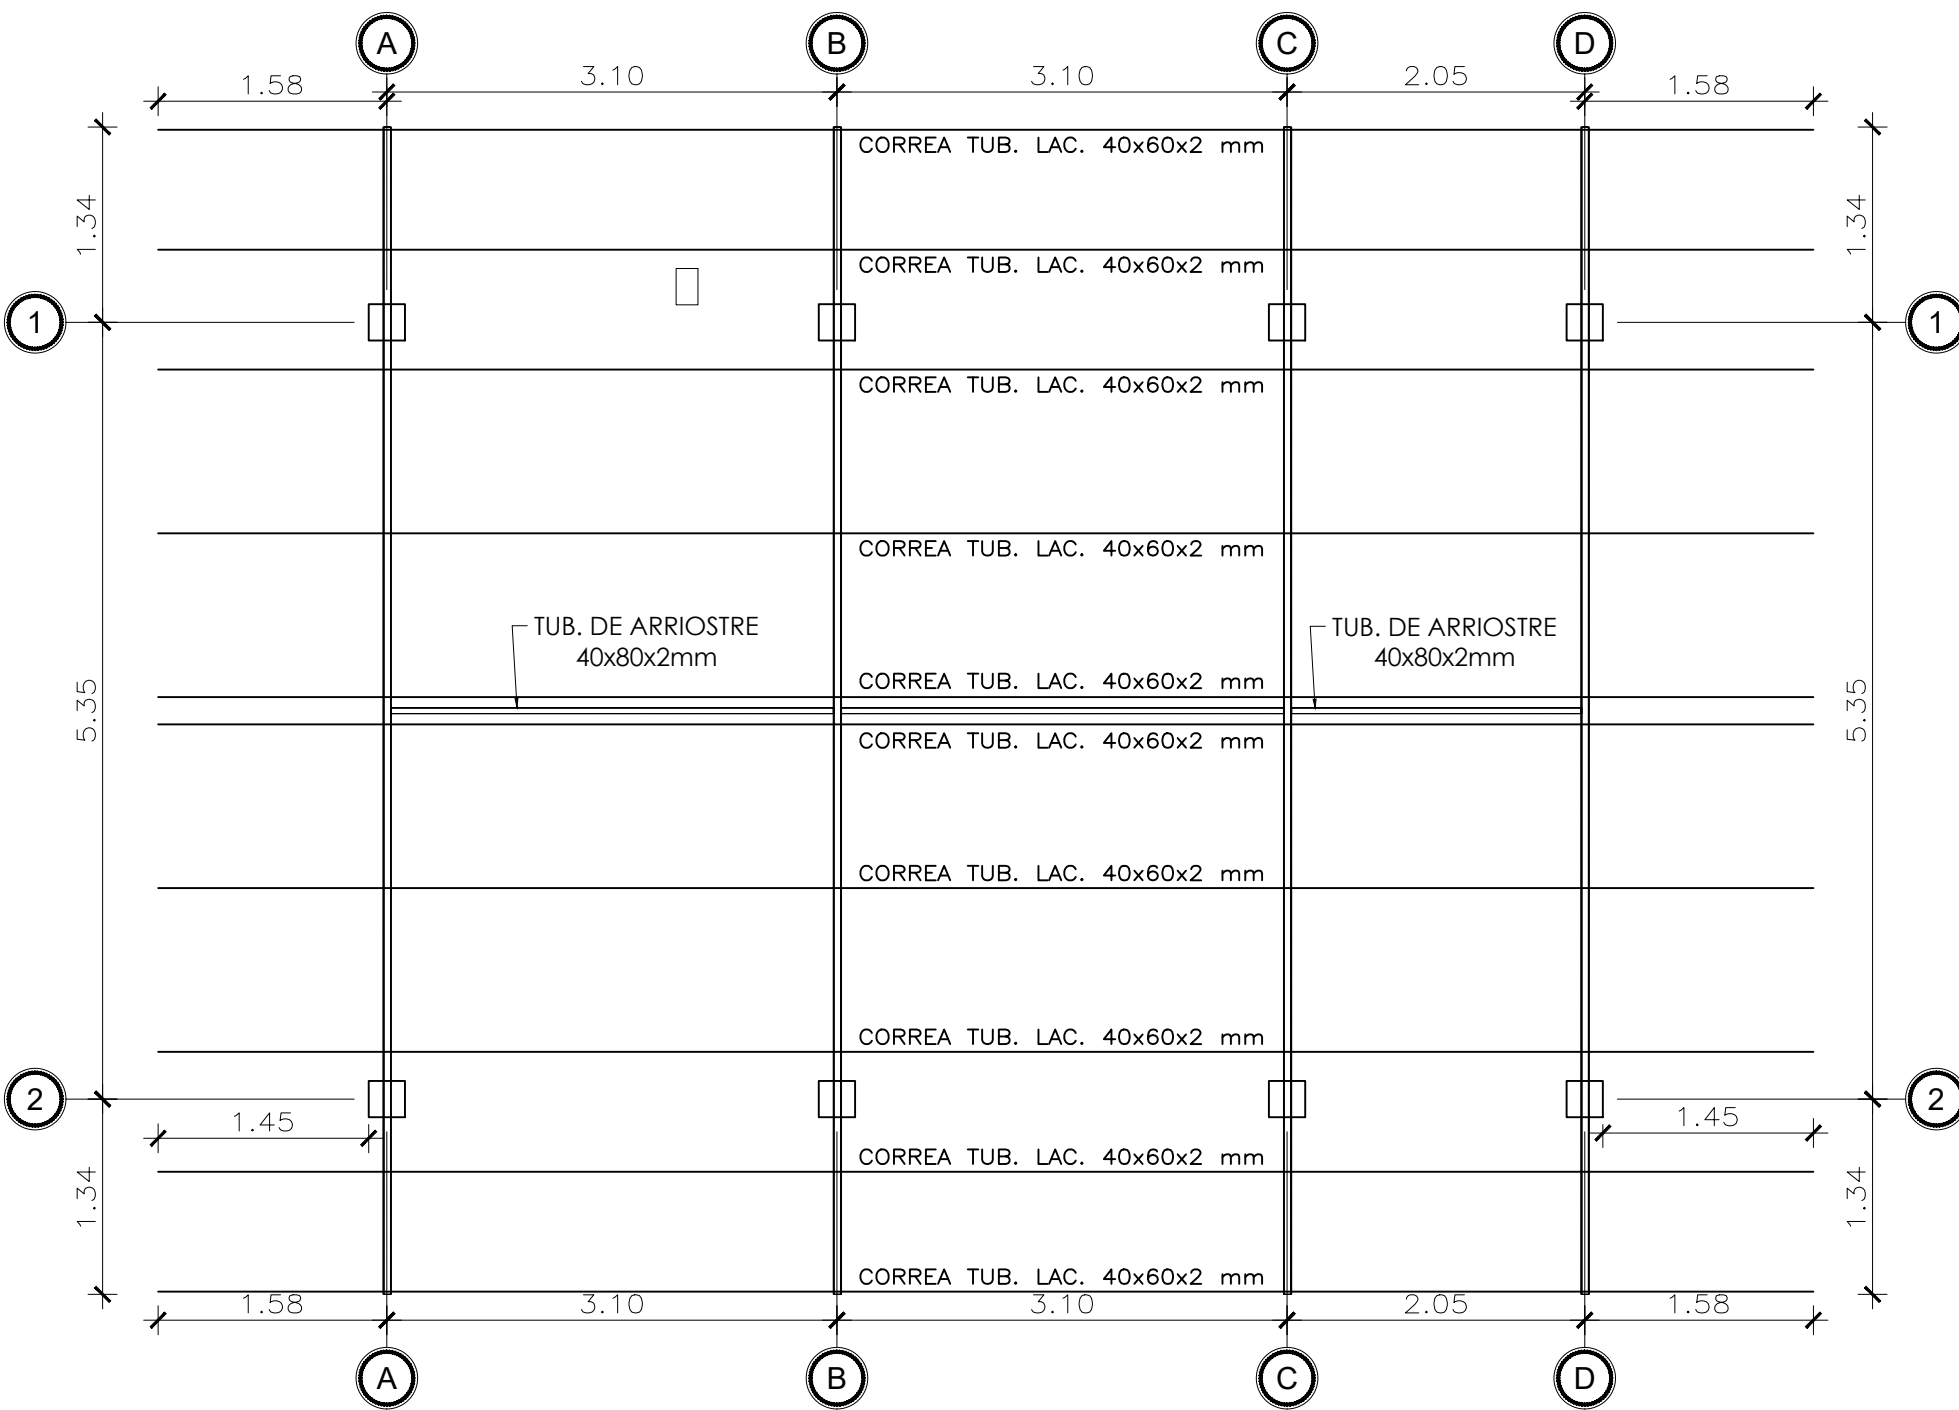 A B C D
1.58 3.10 3.10 2.05 1.58
CORREA TUB. LAC. 40x60x2 mm
1.34 1.34
CORREA TUB. LAC. 40x60x2 mm
1 1
CORREA TUB. LAC. 40x60x2 mm
CORREA TUB. LAC. 40x60x2 mm
TUB. DE ARRIOSTRE
40x80x2mm
TUB. DE ARRIOSTRE
40x80x2mm
CORREA TUB. LAC. 40x60x2 mm
5.35 5.35
CORREA TUB. LAC. 40x60x2 mm
CORREA TUB. LAC. 40x60x2 mm
CORREA TUB. LAC. 40x60x2 mm
2 2
1.45 1.45
CORREA TUB. LAC. 40x60x2 mm
1.34 1.34
CORREA TUB. LAC. 40x60x2 mm
1.58 3.10 3.10 2.05 1.58
A B C D